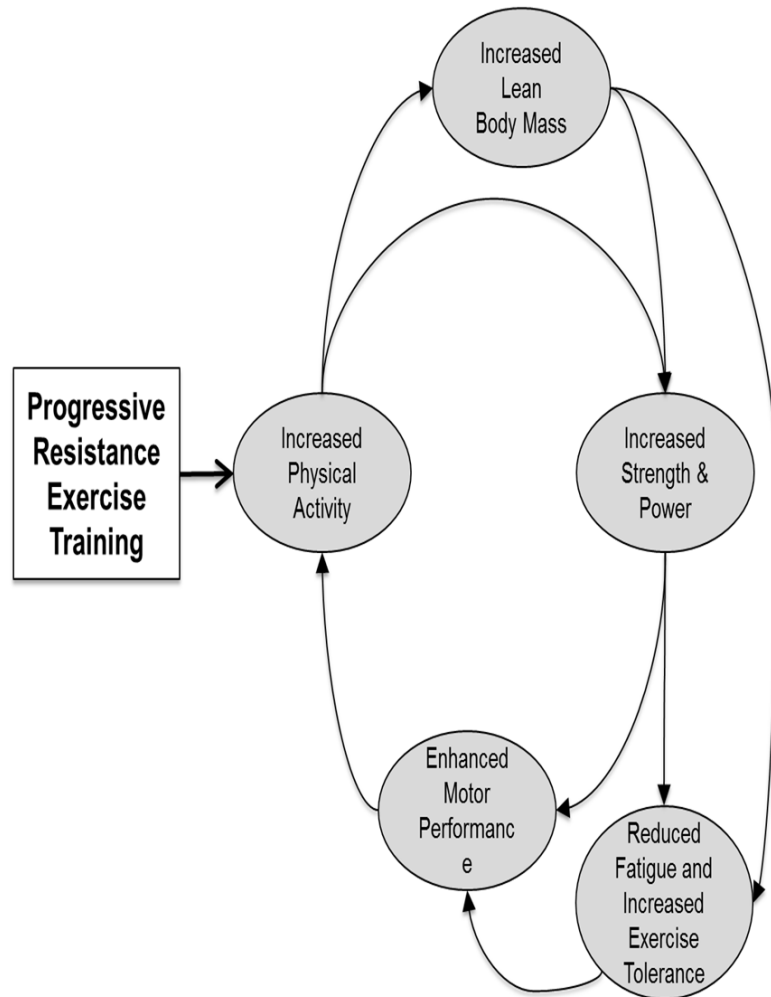 Increased
Lean
Body Mass
Progressive
Resistance
Exercise
Training
Increased
Physical
Activity
Increased
Strength &
Power
Enhanced
Motor
Performanc
e
Reduced
Fatigue and
Increased
Exercise
Tolerance